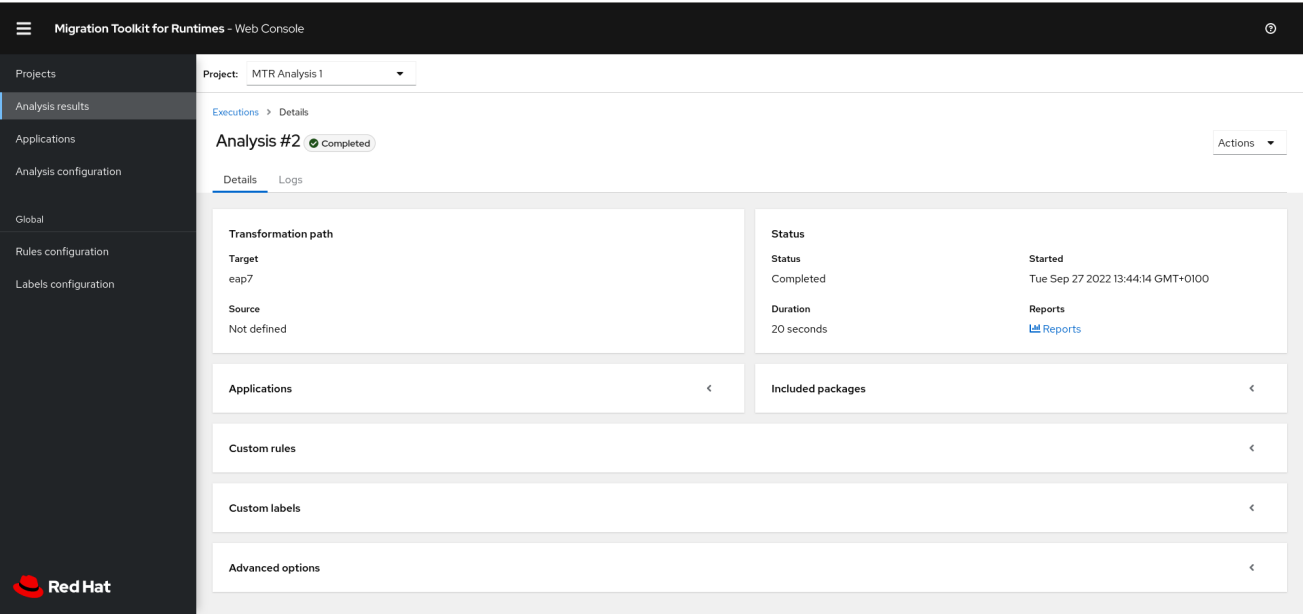 Migration Toolkit for Runtimes - Web Console
Projects
Analysis results
Applications
Analysis configuration
Global
Rules configuration
Labels configuration
Red Hat
Project: MTR Analysis 1
Executions > Details
Analysis #2 Completed
Actions
Details Logs
Transformation path
Target
eap7
Source
Not defined
Status
Status Started
Completed Tue Sep 27 2022 13:44:14 GMT+0100
Duration Reports
20 seconds Reports
Applications
Included packages
Custom rules
Custom labels
Advanced options